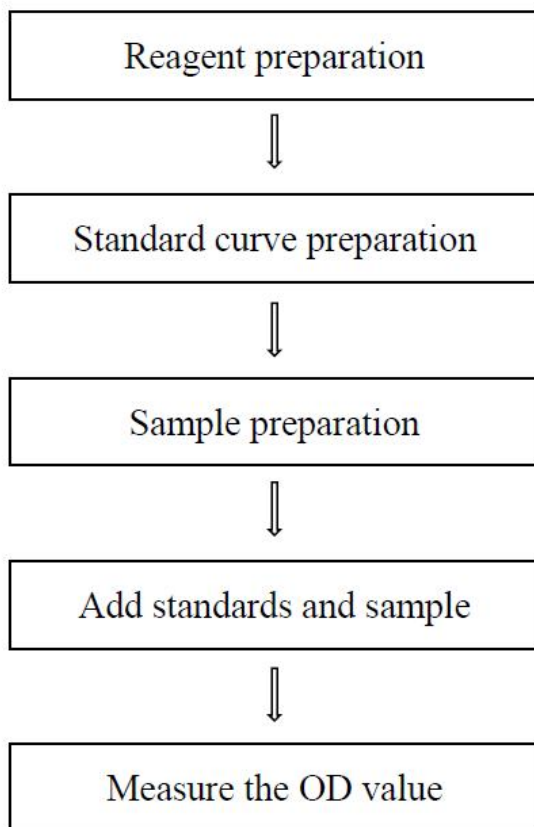 Reagent preparation
Standard curve preparation
Sample preparation
Add standards and sample
Measure the OD value